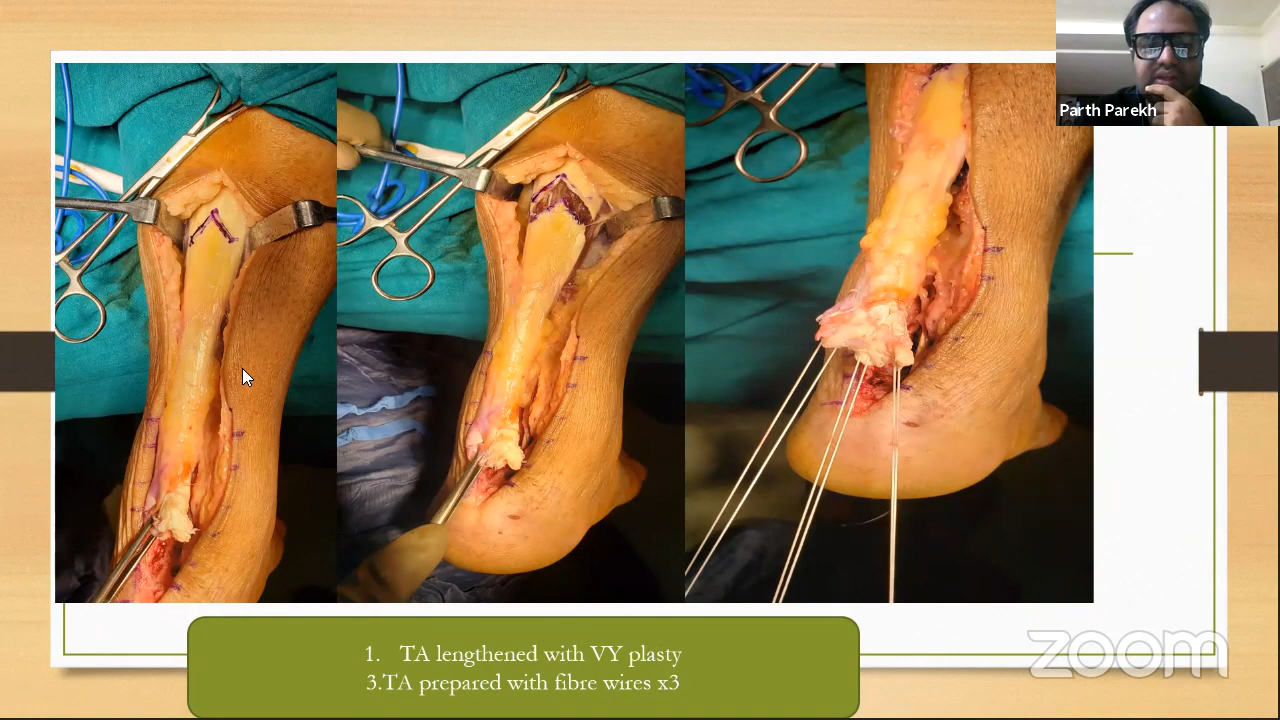 Parth Parekh
1. TA lengthened with VY plasty
3.TA prepared with fibre wires x3
zoom